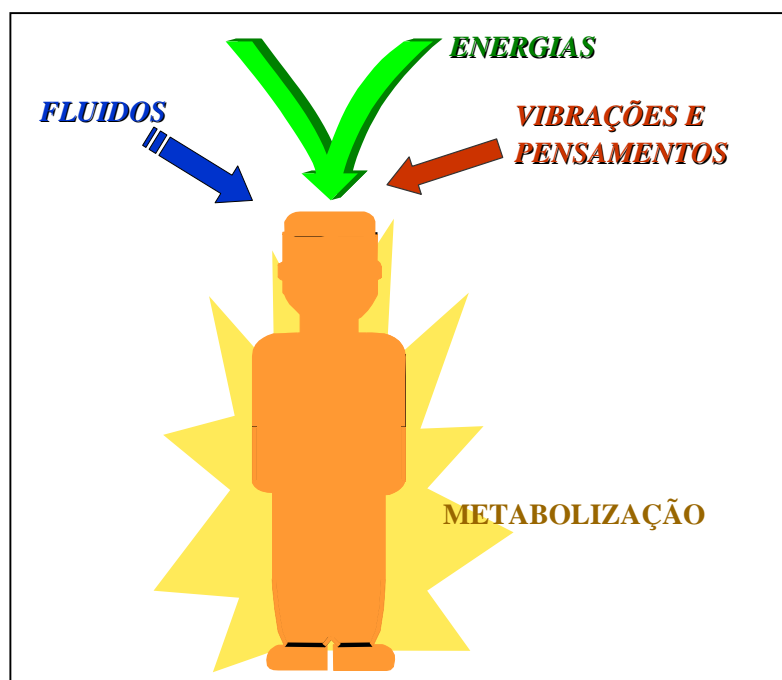 ENERGIAS
FLUIDOS
VIBRAÇÕES E
PENSAMENTOS
METABOLIZAÇÃO